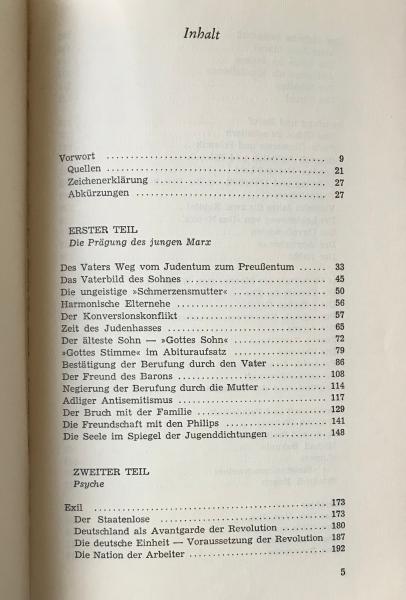 Inhalt
Vorwort ........ 9
Quellen ........ 21
Zeichenerklärung ........ 27
Abkürzungen ........ 27
ERSTER TEIL
Die Prägung des jungen Marx
Des Vaters Weg vom Judentum zum Preußentum ...... 33
Das Vaterbild des Sohnes ........ 45
Die ungeistige »Schmerzensmutter« ........ 50
Harmonische Elternehe ........ 56
Der Konversionskonflikt ........ 57
Zeit des Judenhasses ........ 65
Der älteste Sohn — »Gottes Sohn« ........ 72
»Gottes Stimme« im Abituraufsatz ........ 79
Bestätigung der Berufung durch den Vater ........ 86
Der Freund des Barons ........ 108
Negierung der Berufung durch die Mutter ........ 114
Adliger Antisemitismus ........ 117
Der Bruch mit der Familie ........ 129
Die Freundschaft mit den Philips ........ 141
Die Seele im Spiegel der Jugenddichtungen ........ 148
ZWEITER TEIL
Psyche
Exil ........ 173
Der Staatenlose ........ 173
Deutschland als Avantgarde der Revolution ........ 180
Die deutsche Einheit — Voraussetzung der Revolution 187
Die Nation der Arbeiter ........ 192
5